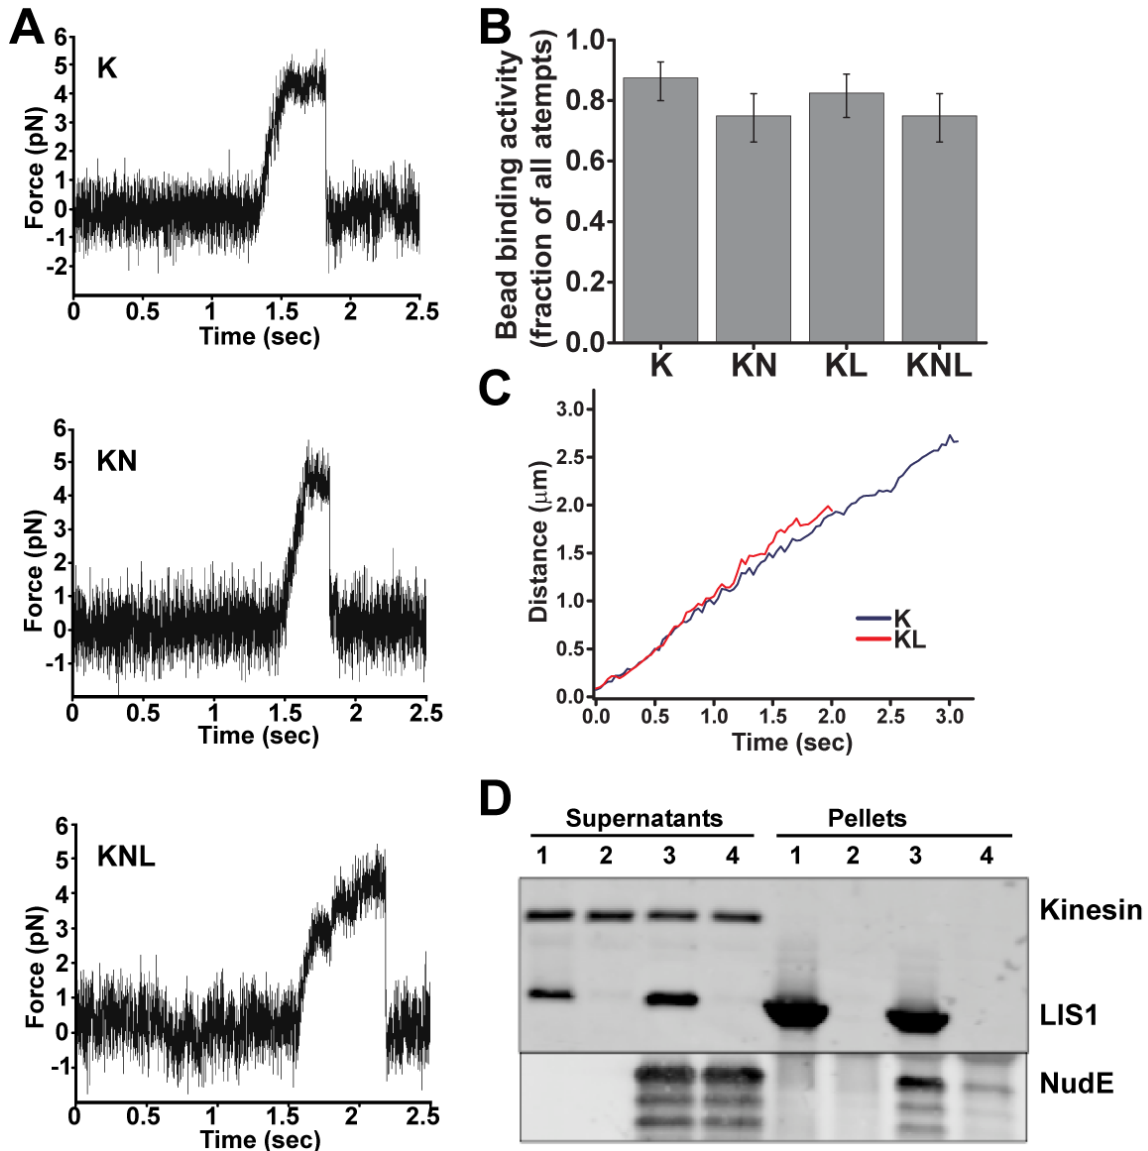 A
K
Force (pN)
6
5
4
3
2
1
0
-1
-2
0 0.5 1 1.5 2 2.5
Time (sec)
KN
Force (pN)
6
5
4
3
2
1
0
-1
0 0.5 1 1.5 2 2.5
Time (sec)
KNL
Force (pN)
6
5
4
3
2
1
0
-1
0 0.5 1 1.5 2 2.5
Time (sec)
B
Bead binding activity
(fraction of all atempts)
1.0
0.8
0.6
0.4
0.2
0.0
K KN KL KNL
C
Distance (μm)
3.0
2.5
2.0
1.5
1.0
0.5
0.0
K
KL
0.0 0.5 1.0 1.5 2.0 2.5 3.0
Time (sec)
D
Supernatants Pellets
1 2 3 4 1 2 3 4
Kinesin
LIS1
NudE